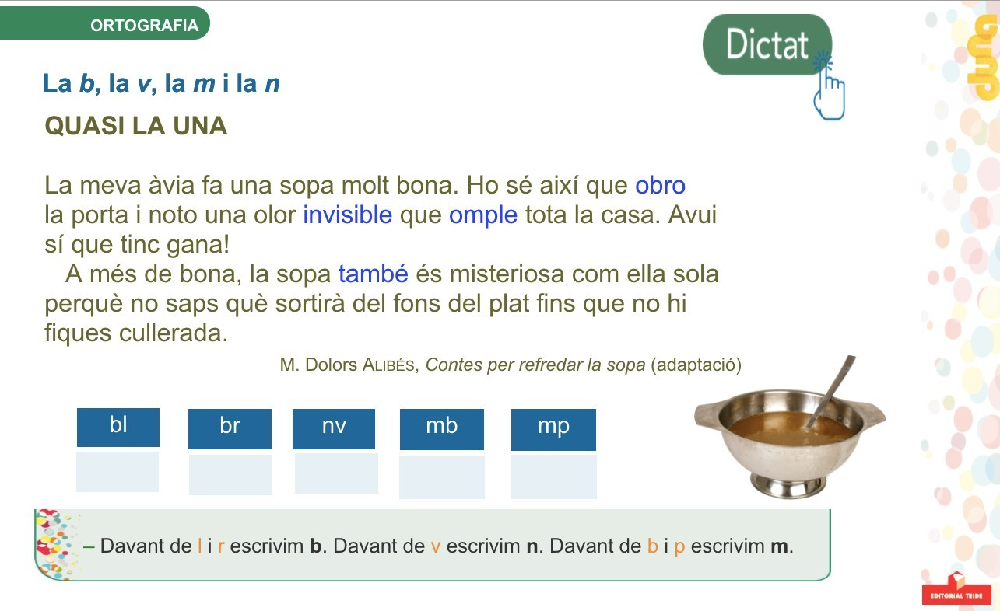 ORTOGRAFIA
Dictat
duna
La b, la v, la m i la n
QUASI LA UNA
La meva àvia fa una sopa molt bona. Ho sé així que obro
la porta i noto una olor invisible que omple tota la casa. Avui
sí que tinc gana!
A més de bona, la sopa també és misteriosa com ella sola
perquè no saps què sortirà del fons del plat fins que no hi
fiques cullerada.
M. Dolors ALIBÉS, Contes per refredar la sopa (adaptació)
bl br nv mb mp
– Davant de l i r escrivim b. Davant de v escrivim n. Davant de b i p escrivim m.
EDITORIAL TEIDE